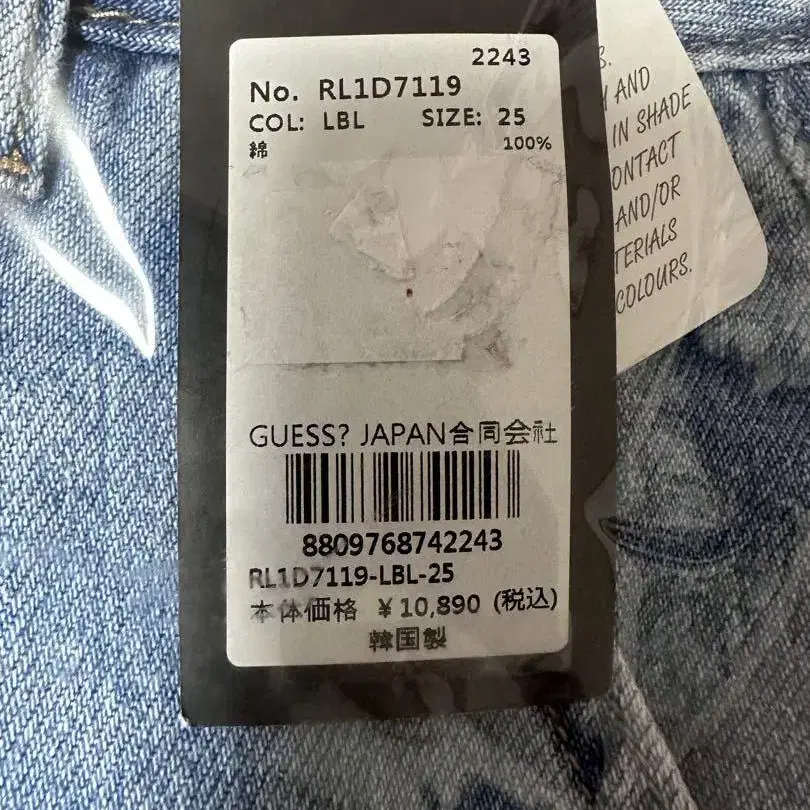 2243
No. RL1D7119
COL: LBL SIZE: 25
綿 100%
GUESS? JAPAN合同会社
8809768742243
RL1D7119-LBL-25
本体価格 ¥10,890 (税込)
韓国製
AND
IN SHADE
ONTACT
AND/OR
TERIALS
COLOURS.